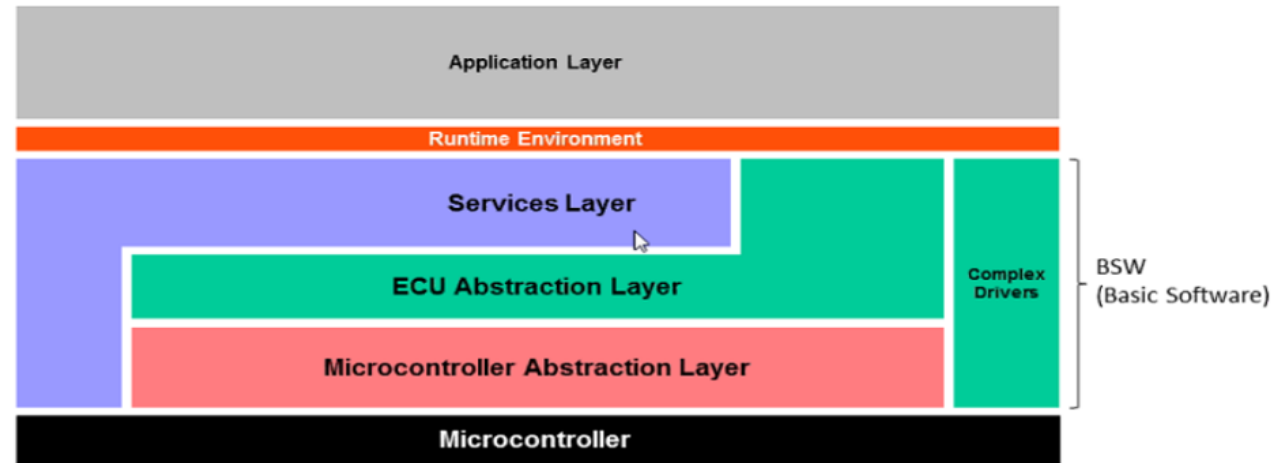 Application Layer
Runtime Environment
Services Layer
ECU Abstraction Layer
Complex
Drivers
BSW
(Basic Software)
Microcontroller Abstraction Layer
Microcontroller